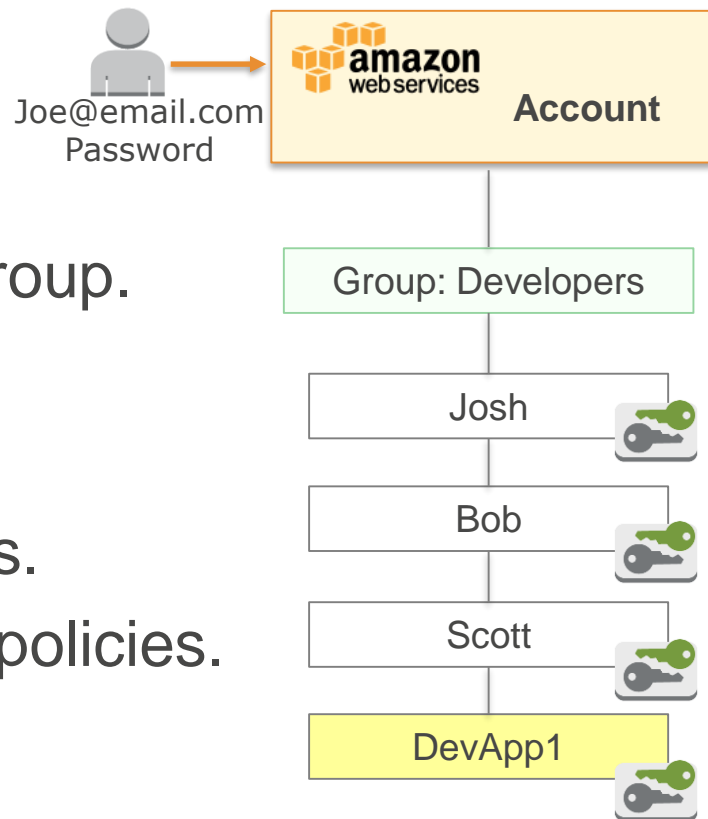 amazon
webservices
Account
Joe@email.com
Password
roup.
Group: Developers
Josh
Bob
s.
policies.
Scott
DevApp1